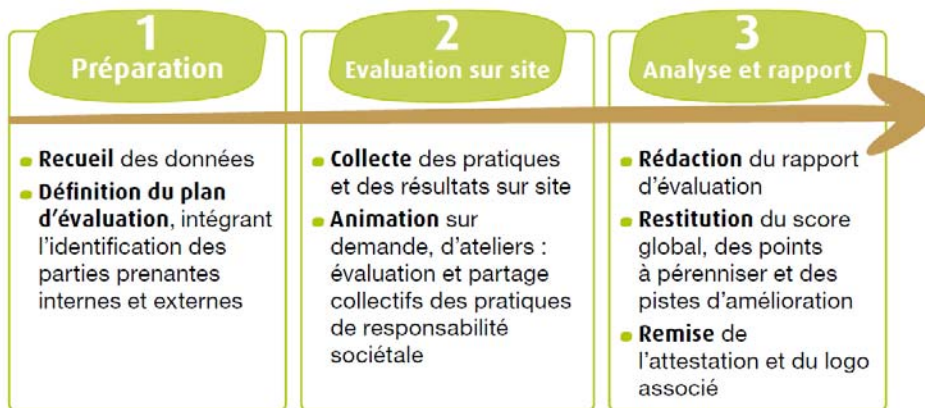 1
Préparation
Recueil des données
Définition du plan
d'évaluation, intégrant
l'identification des
parties prenantes
internes et externes
2
Evaluation sur site
Collecte des pratiques
et des résultats sur site
Animation sur
demande, d'ateliers :
évaluation et partage
collectifs des pratiques
de responsabilité
sociétale
3
Analyse et rapport
Rédaction du rapport
d'évaluation
Restitution du score
global, des points
à pérenniser et des
pistes d'amélioration
Remise de
l'attestation et du logo
associé